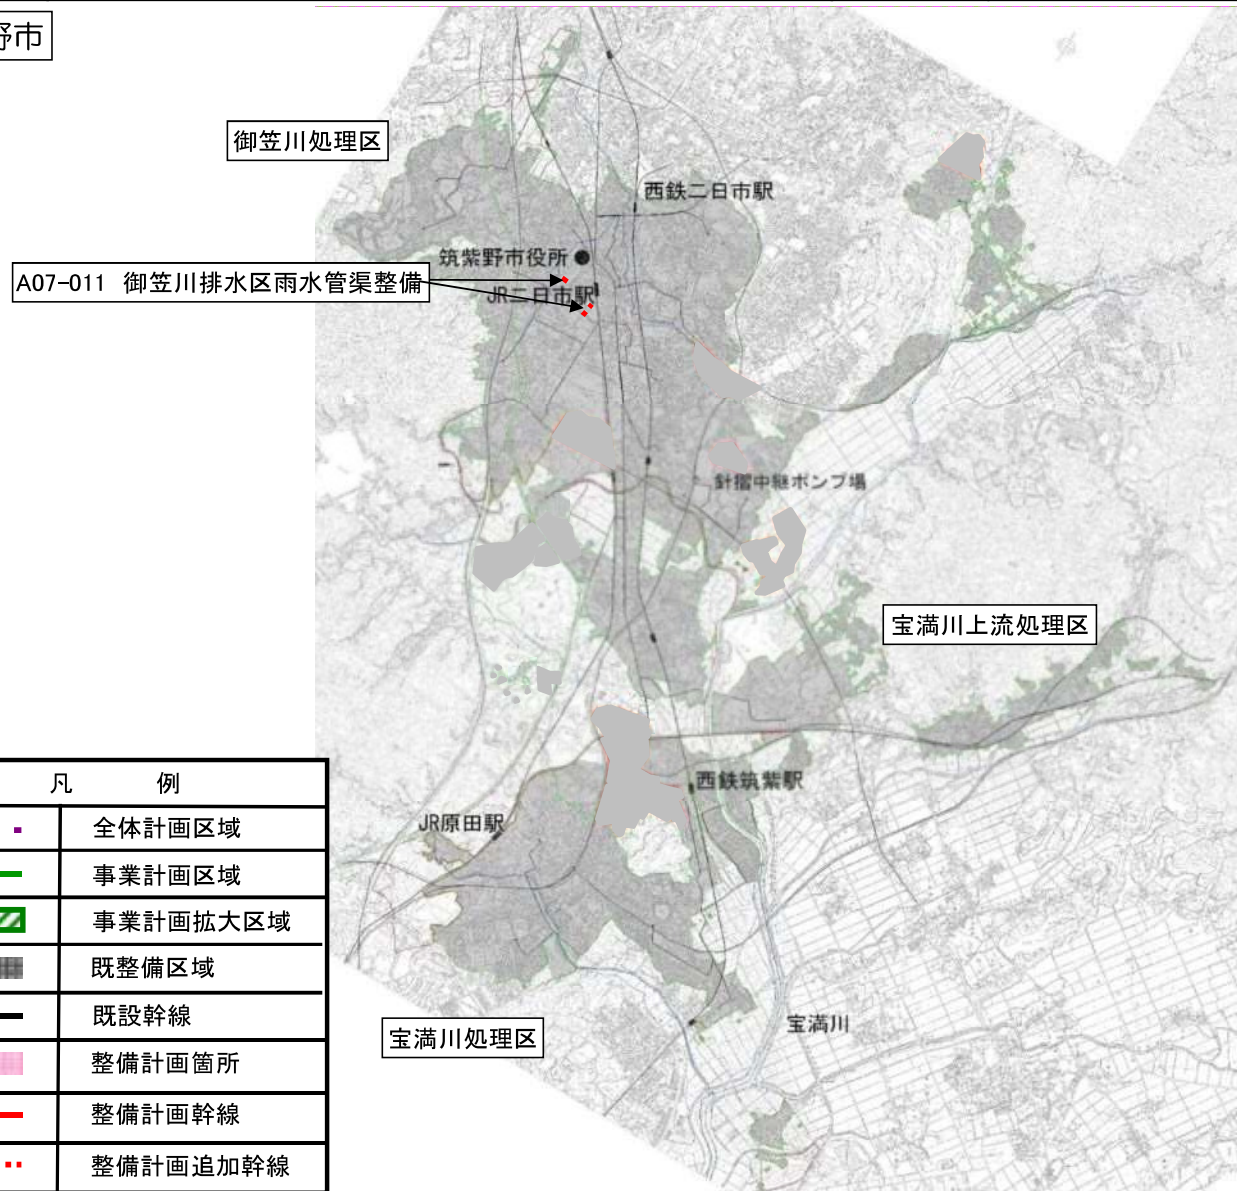 野市
御笠川処理区
西鉄二日市駅
筑紫野市役所
A07-011 御笠川排水区雨水管渠整備
JR二日市駅
針摺中継ポンプ場
宝満川上流処理区
西鉄筑紫駅
JR原田駅
凡 例
全体計画区域
事業計画区域
事業計画拡大区域
既整備区域
既設幹線
整備計画箇所
整備計画幹線
整備計画追加幹線
宝満川処理区
宝満川